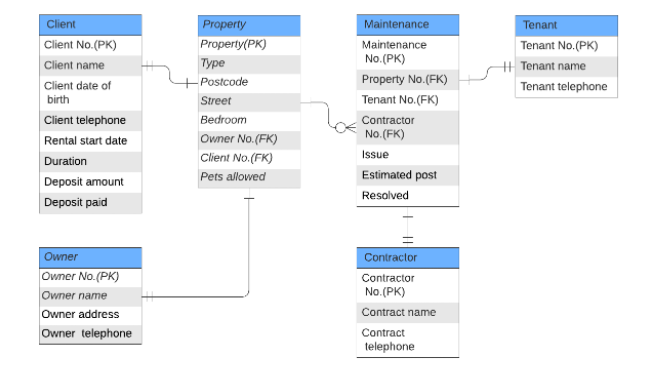 Client
Client No.(PK)
Client name
Client date of
birth
Client telephone
Rental start date
Duration
Deposit amount
Deposit paid
Property
Property(PK)
Type
Postcode
Street
Bedroom
Owner No.(FK)
Client No.(FK)
Pets allowed
Maintenance
Maintenance
No.(PK)
Property No.(FK)
Tenant No.(FK)
Contractor
No.(FK)
Issue
Estimated post
Resolved
Tenant
Tenant No.(PK)
Tenant name
Tenant telephone
Owner
Owner No.(PK)
Owner name
Owner address
Owner telephone
Contractor
Contractor
No.(PK)
Contract name
Contract
telephone